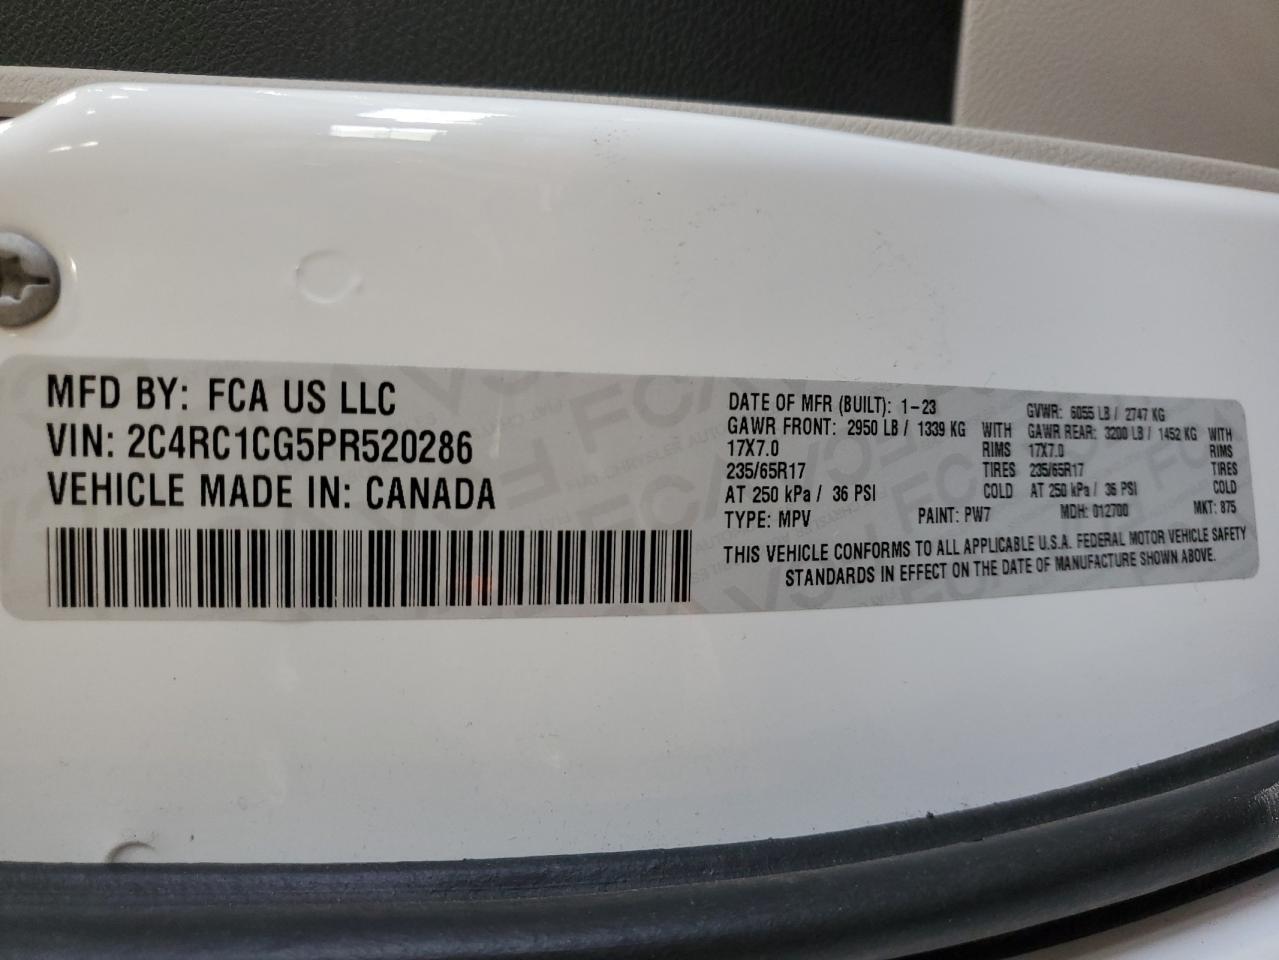 MFD BY: FCA US LLC
VIN: 2C4RC1CG5PR520286
VEHICLE MADE IN: CANADA
DATE OF MFR (BUILT): 1-23 GVWR: 6055 LB / 2747 KG
GAWR FRONT: 2950 LB / 1339 KG WITH GAWR REAR: 3200 LB / 1452 KG WITH
17X7.0 RIMS 17X7.0 RIMS
235/65R17 TIRES 235/65R17 TIRES
AT 250 kPa / 36 PSI COLD AT 250 kPa / 36 PSI COLD
TYPE: MPV PAINT: PW7 MDH: 012700 MKT: 875
THIS VEHICLE CONFORMS TO ALL APPLICABLE U.S.A. FEDERAL MOTOR VEHICLE SAFETY
STANDARDS IN EFFECT ON THE DATE OF MANUFACTURE SHOWN ABOVE.